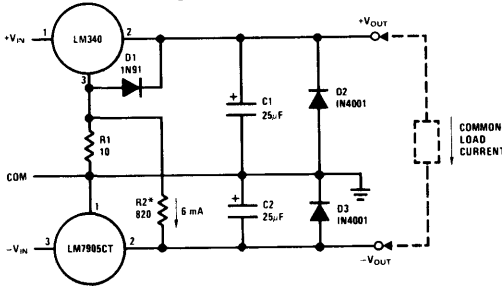 +VIN 1 LM340 2 +VOUT
D1
1N91
3
R1
10
C1
25µF
D2
IN4001
COMMON
LOAD
CURRENT
COM
1
R2*
820
6 mA
C2
25µF
D3
IN4001
-VIN 3 LM7905CT 2 -VOUT